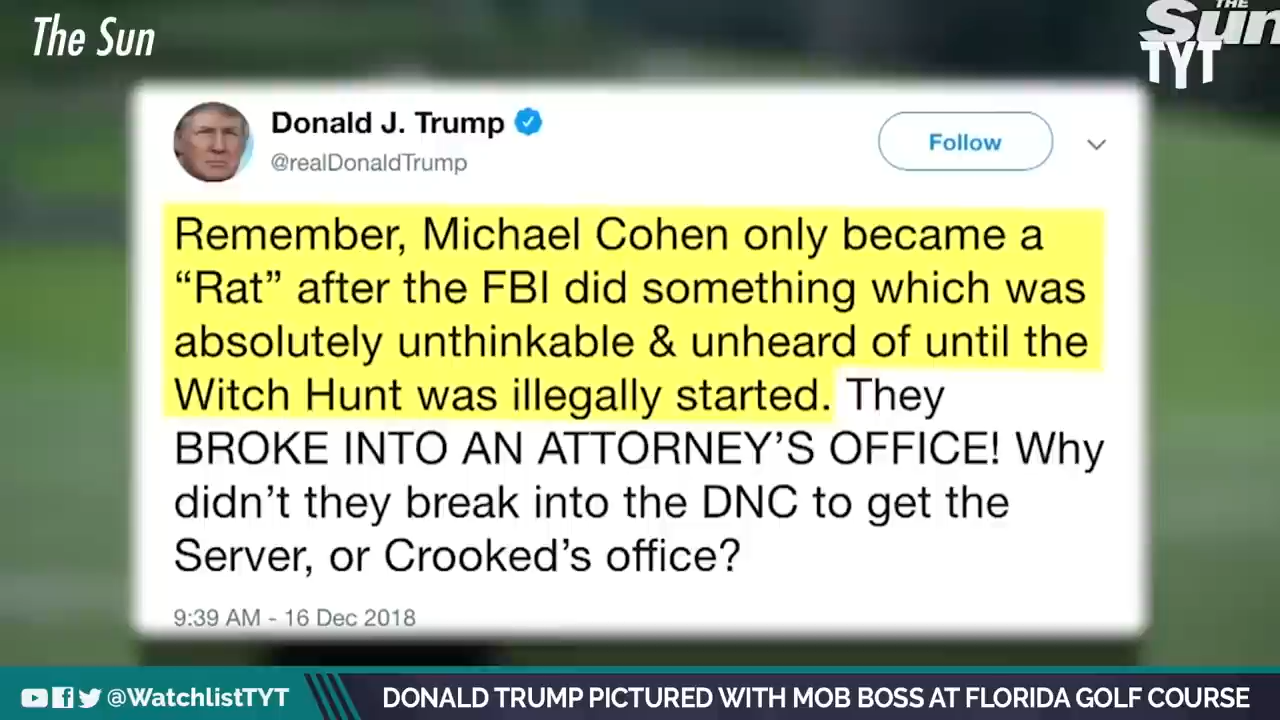 The Sun
THE
Sun
TYT
Donald J. Trump
@realDonaldTrump
Follow
Remember, Michael Cohen only became a
“Rat” after the FBI did something which was
absolutely unthinkable & unheard of until the
Witch Hunt was illegally started. They
BROKE INTO AN ATTORNEY’S OFFICE! Why
didn’t they break into the DNC to get the
Server, or Crooked’s office?
9:39 AM - 16 Dec 2018
@WatchlistTYT
DONALD TRUMP PICTURED WITH MOB BOSS AT FLORIDA GOLF COURSE